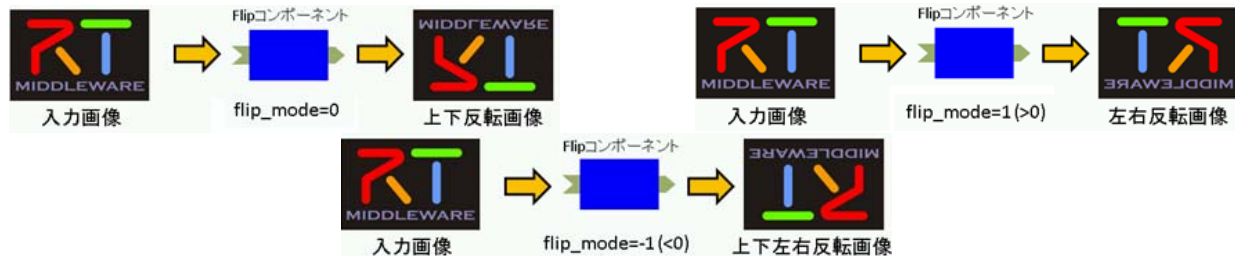 Flipコンポーネント
MIDDLEWARE
MIDDLEWARE
入力画像
flip_mode=0
上下反転画像
Flipコンポーネント
MIDDLEWARE
MIDDLEWARE
入力画像
flip_mode=1(>0)
左右反転画像
Flipコンポーネント
MIDDLEWARE
MIDDLEWARE
入力画像
flip_mode=-1(<0)
上下左右反転画像